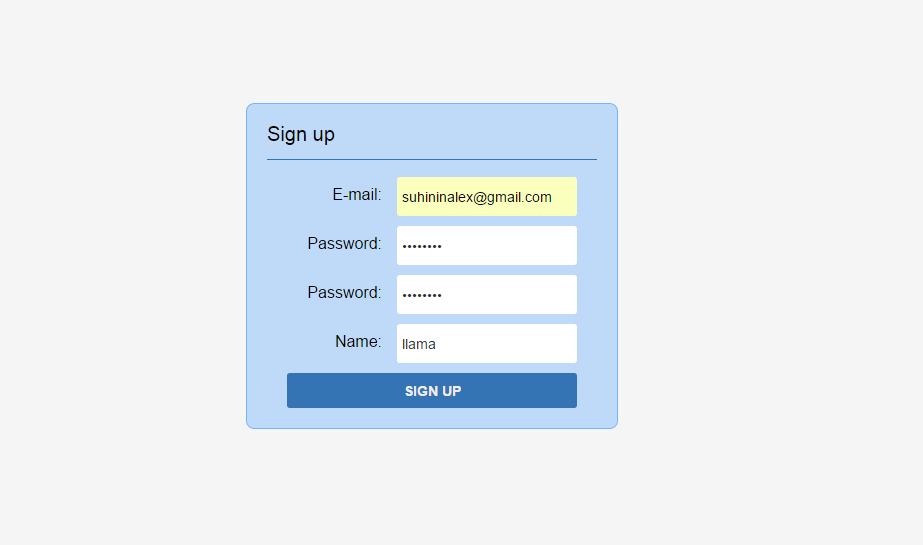 Sign up
E-mail: suhininalex@gmail.com
Password: ••••••••
Password: ••••••••
Name: llama
SIGN UP